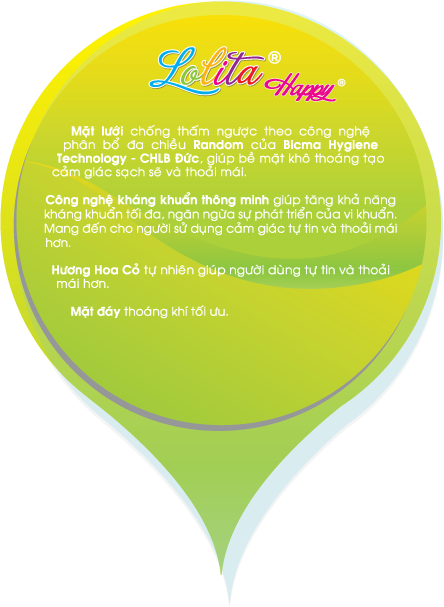 Lolita® Happy®
Mặt lưới chống thấm ngược theo công nghệ
phân bổ đa chiều Random của Bicma Hygiene
Technology - CHLB Đức, giúp bề mặt khô thoáng tạo
cảm giác sạch sẽ và thoải mái.
Công nghệ kháng khuẩn thông minh giúp tăng khả năng
kháng khuẩn tối đa, ngăn ngừa sự phát triển của vi khuẩn.
Mang đến cho người sử dụng cảm giác tự tin và thoải mái
hơn.
Hương Hoa Cỏ tự nhiên giúp người dùng tự tin và thoải
mái hơn.
Mặt đáy thoáng khí tối ưu.